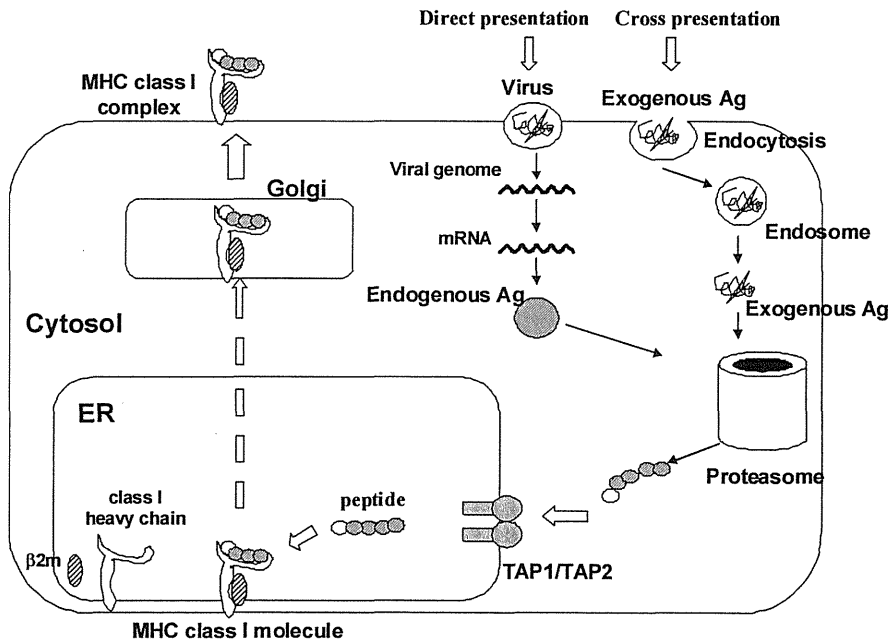 Direct presentation
Cross presentation
MHC class I
complex
Virus
Exogenous Ag
Endocytosis
Golgi
Viral genome
Endosome
mRNA
Endogenous Ag
Exogenous Ag
Cytosol
ER
Proteasome
class I
heavy chain
peptide
β2m
TAP1/TAP2
MHC class I molecule